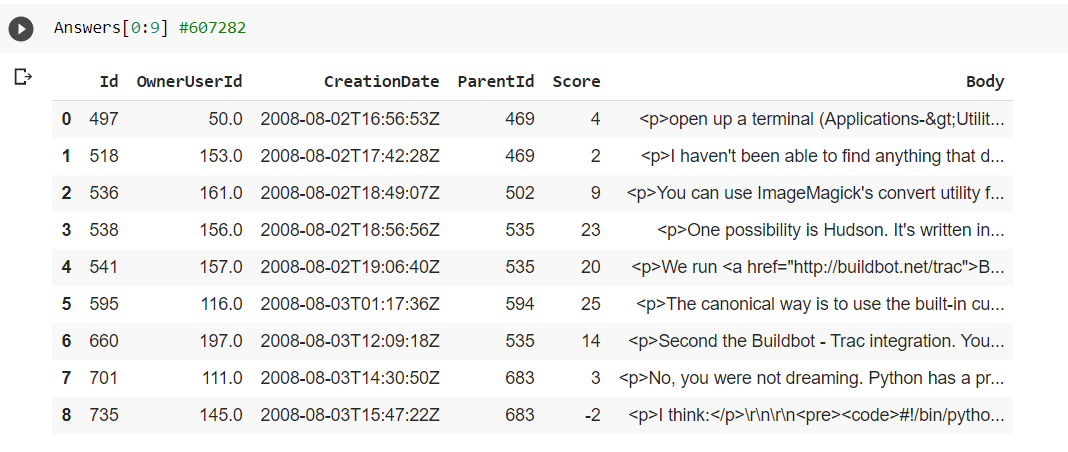 Answers[0:9] #607282
Id OwnerUserId CreationDate ParentId Score Body
0 497 50.0 2008-08-02T16:56:53Z 469 4 <p>open up a terminal (Applications-&gt;Utilit...
1 518 153.0 2008-08-02T17:42:28Z 469 2 <p>I haven't been able to find anything that d...
2 536 161.0 2008-08-02T18:49:07Z 502 9 <p>You can use ImageMagick's convert utility f...
3 538 156.0 2008-08-02T18:56:56Z 535 23 <p>One possibility is Hudson. It's written in...
4 541 157.0 2008-08-02T19:06:40Z 535 20 <p>We run <a href="http://buildbot.net/trac">B...
5 595 116.0 2008-08-03T01:17:36Z 594 25 <p>The canonical way is to use the built-in cu...
6 660 197.0 2008-08-03T12:09:18Z 535 14 <p>Second the Buildbot - Trac integration. You...
7 701 111.0 2008-08-03T14:30:50Z 683 3 <p>No, you were not dreaming. Python has a pr...
8 735 145.0 2008-08-03T15:47:22Z 683 -2 <p>I think:</p>\r\n\r\n<pre><code>#!/bin/pytho...